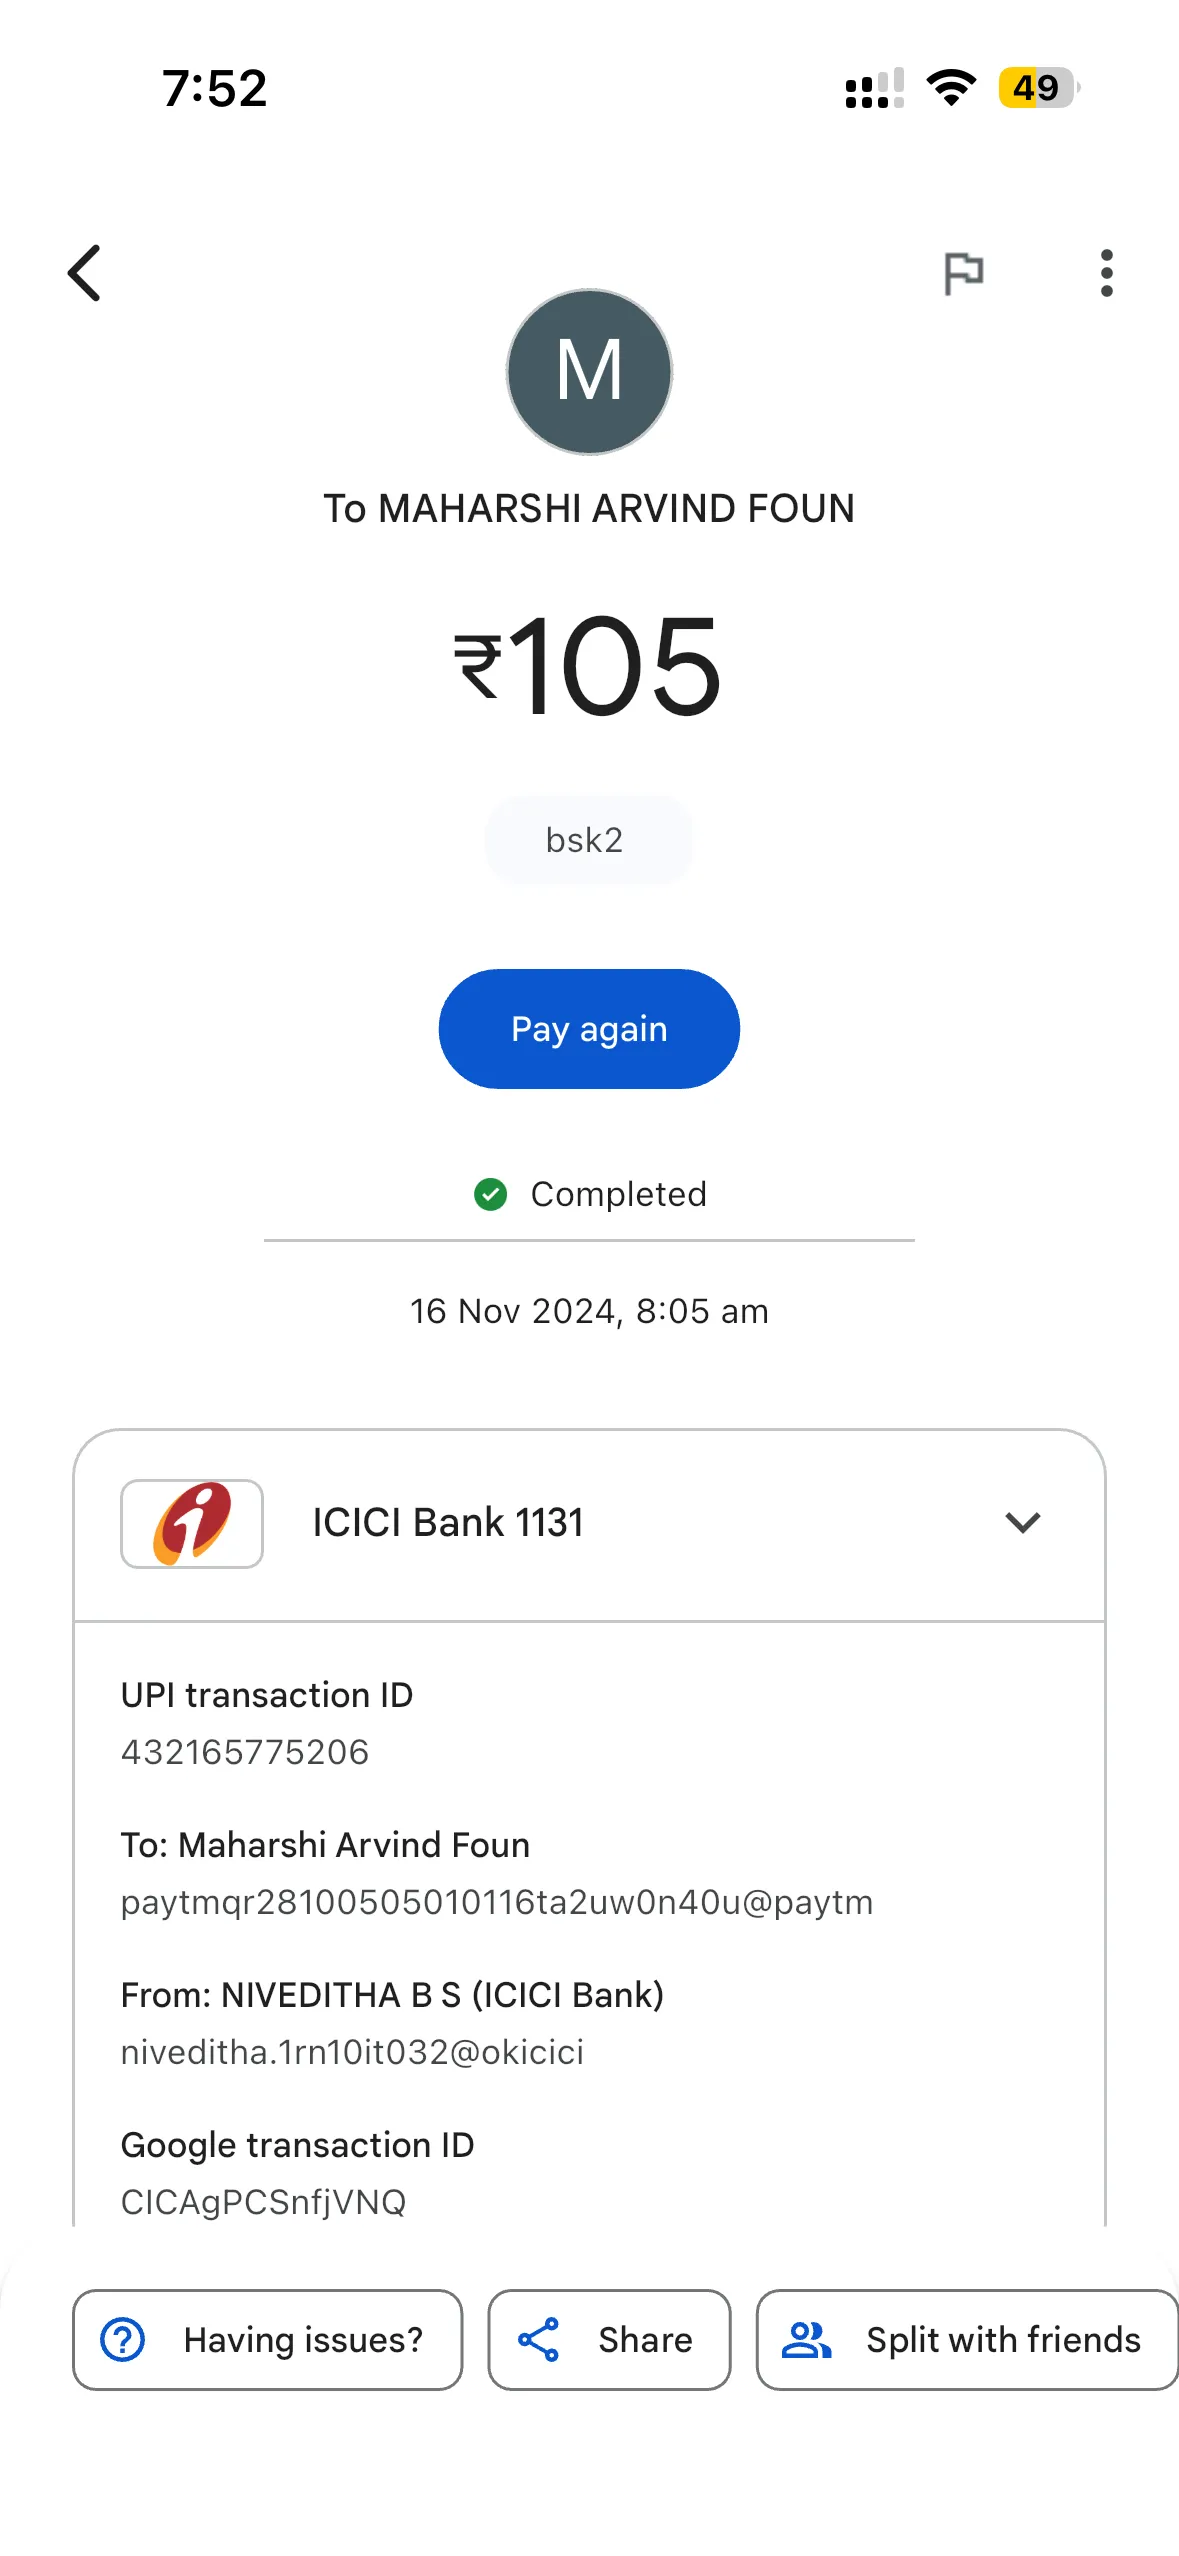 7:52
49
M
To MAHARSHI ARVIND FOUN
₹105
bsk2
Pay again
Completed
16 Nov 2024, 8:05 am
ICICI Bank 1131
UPI transaction ID
432165775206
To: Maharshi Arvind Foun
paytmqr28100505010116ta2uw0n40u@paytm
From: NIVEDITHA B S (ICICI Bank)
niveditha.1rn10it032@okicici
Google transaction ID
CICAgPCSnfjVNQ
Having issues?
Share
Split with friends